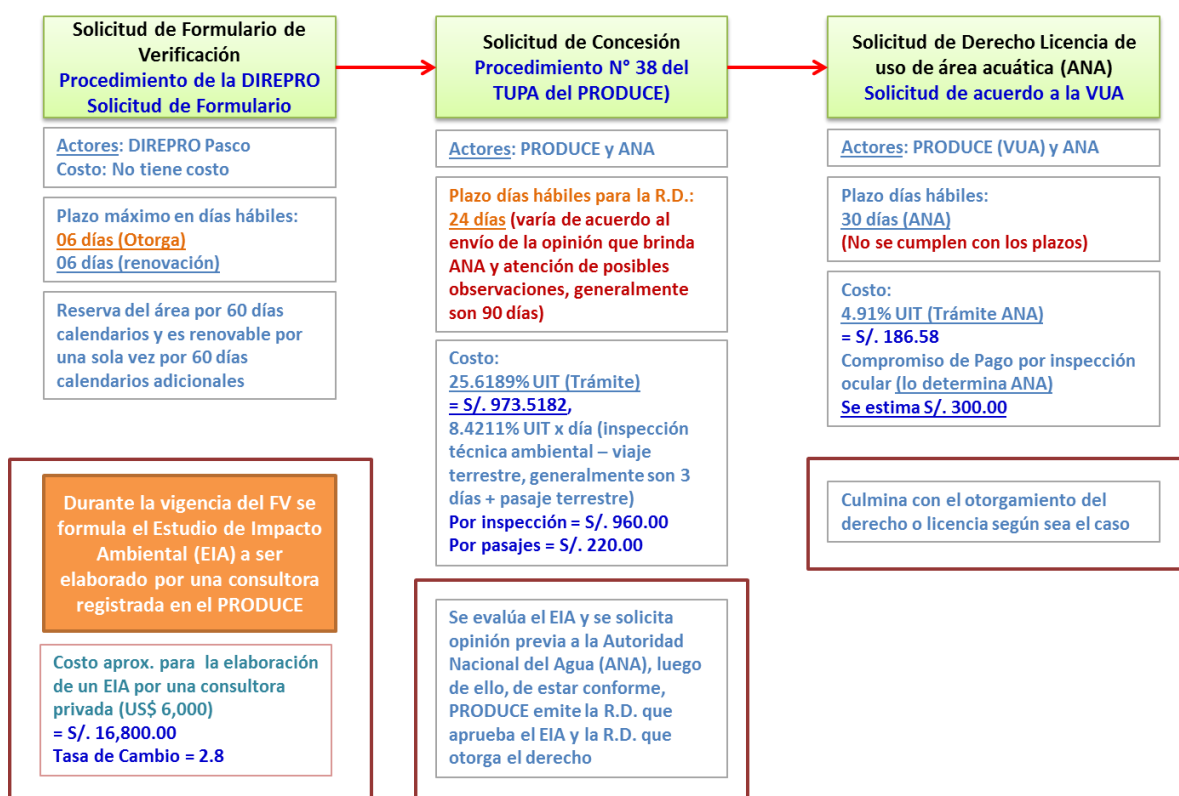 Solicitud de Formulario de
Verificación
Procedimiento de la DIREPRO
Solicitud de Formulario
Actores: DIREPRO Pasco
Costo: No tiene costo
Plazo máximo en días hábiles:
06 días (Otorga)
06 días (renovación)
Reserva del área por 60 días
calendarios y es renovable por
una sola vez por 60 días
calendarios adicionales
Durante la vigencia del FV se
formula el Estudio de Impacto
Ambiental (EIA) a ser
elaborado por una consultora
registrada en el PRODUCE
Costo aprox. para la elaboración
de un EIA por una consultora
privada (US$ 6,000)
= S/. 16,800.00
Tasa de Cambio = 2.8
Solicitud de Concesión
Procedimiento N° 38 del
TUPA del PRODUCE)
Actores: PRODUCE y ANA
Plazo días hábiles para la R.D.:
24 días (varía de acuerdo al
envío de la opinión que brinda
ANA y atención de posibles
observaciones, generalmente
son 90 días)
Costo:
25.6189% UIT (Trámite)
= S/. 973.5182,
8.4211% UIT x día (inspección
técnica ambiental – viaje
terrestre, generalmente son 3
días + pasaje terrestre)
Por inspección = S/. 960.00
Por pasajes = S/. 220.00
Se evalúa el EIA y se solicita
opinión previa a la Autoridad
Nacional del Agua (ANA), luego
de ello, de estar conforme,
PRODUCE emite la R.D. que
aprueba el EIA y la R.D. que
otorga el derecho
Solicitud de Derecho Licencia de
uso de área acuática (ANA)
Solicitud de acuerdo a la VUA
Actores: PRODUCE (VUA) y ANA
Plazo días hábiles:
30 días (ANA)
(No se cumplen con los plazos)
Costo:
4.91% UIT (Trámite ANA)
= S/. 186.58
Compromiso de Pago por inspección
ocular (lo determina ANA)
Se estima S/. 300.00
Culmina con el otorgamiento del
derecho o licencia según sea el caso